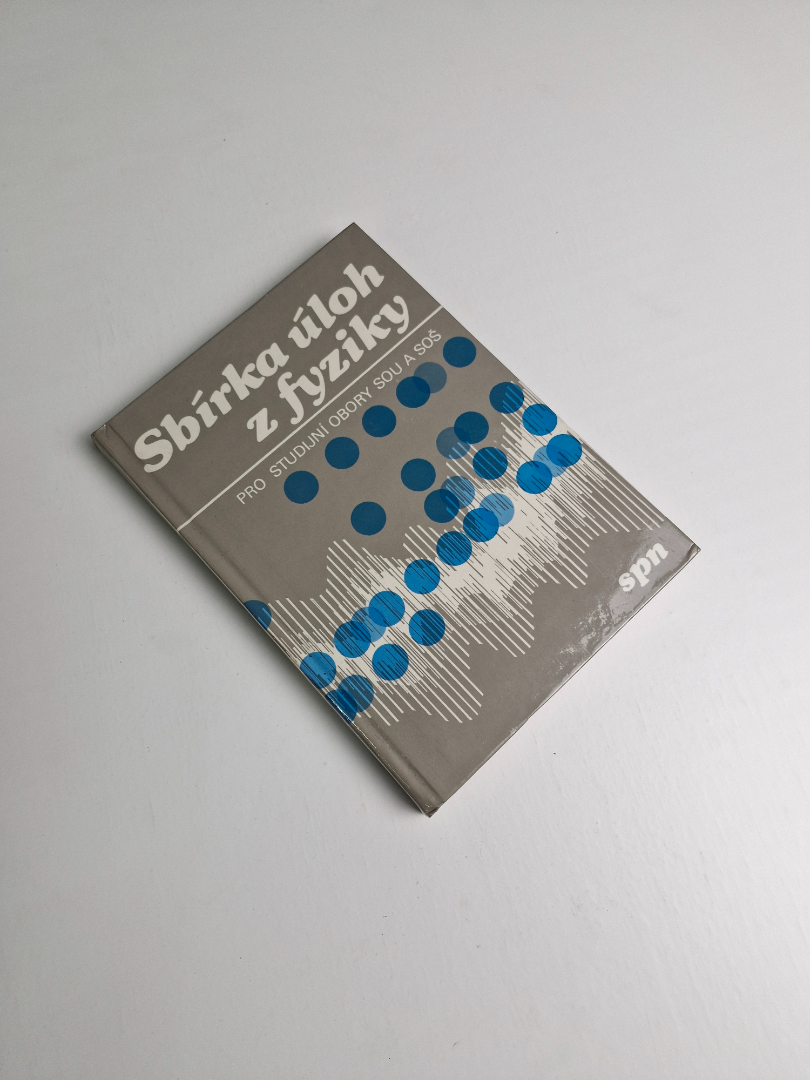 Sbírka úloh
z fyziky
PRO STUDIJNÍ OBORY SOU A SOŠ
spn